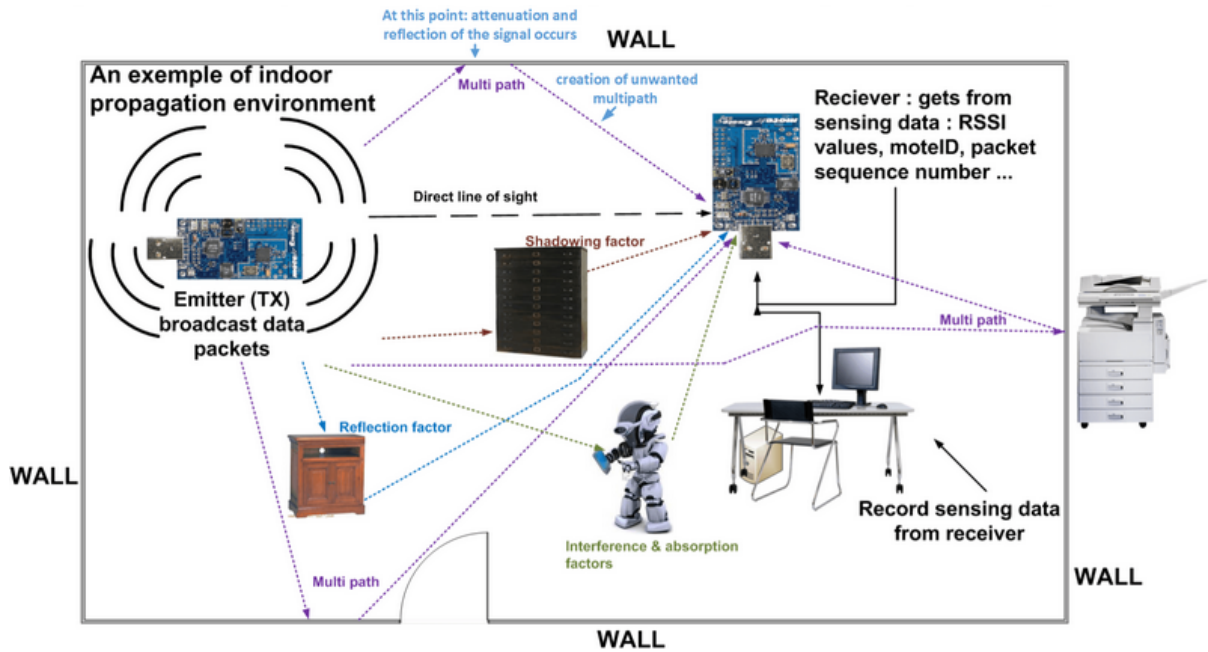 At this point: attenuation and
reflection of the signal occurs
WALL
An exemple of indoor
propagation environment
Multi path
creation of unwanted
multipath
Reciever : gets from
sensing data : RSSI
values, moteID, packet
sequence number ...
Direct line of sight
Shadowing factor
Emitter (TX)
broadcast data
packets
Multi path
Reflection factor
WALL
Record sensing data
from receiver
Interference & absorption
factors
Multi path
WALL
WALL